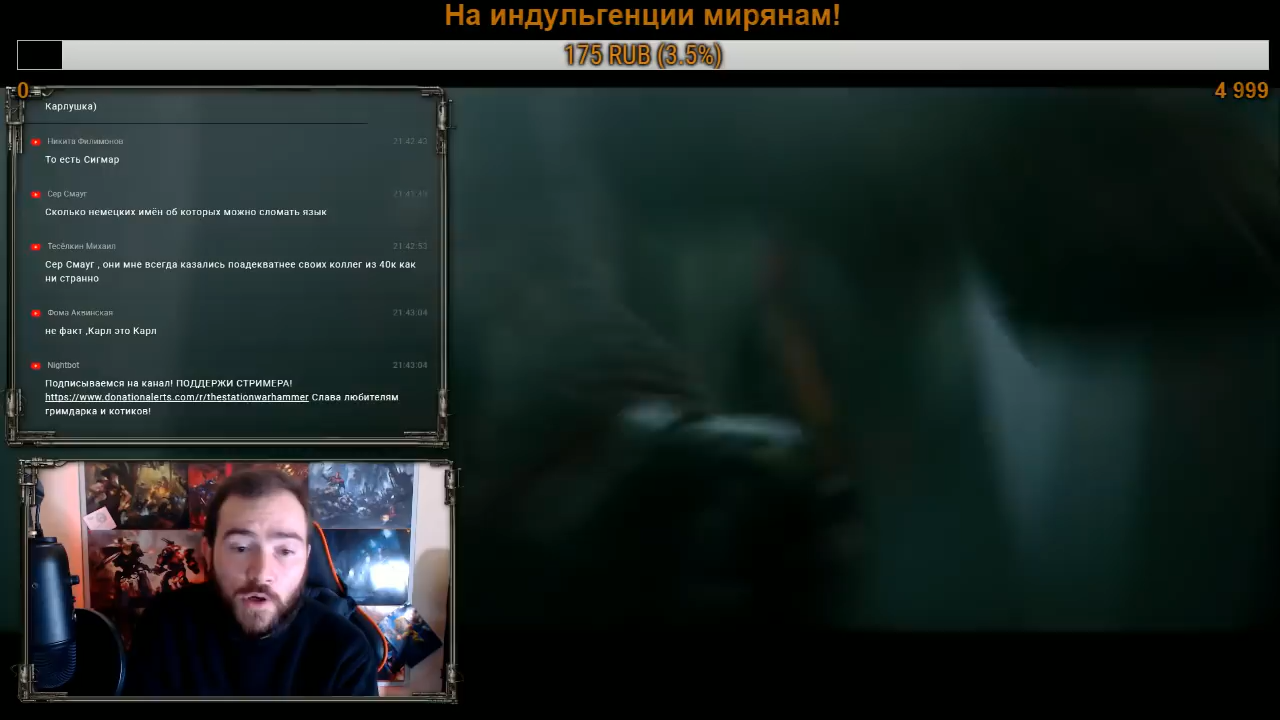 На индульгенции мирянам!
175 RUB (3.5%)
0
4 999
Карлушка)
Никита Филимонов 21:42:43
То есть Сигмар
Сер Смауг
Сколько немецких имён об которых можно сломать язык
Тесёлкин Михаил 21:42:53
Сер Смауг , они мне всегда казались поадекватнее своих коллег из 40к как
ни странно
Фома Аквинская 21:43:04
не факт ,Карл это Карл
Nightbot 21:43:04
Подписываемся на канал! ПОДДЕРЖИ СТРИМЕРА!
https://www.donationalerts.com/r/thestationwarhammer Слава любителям
гримдарка и котиков!